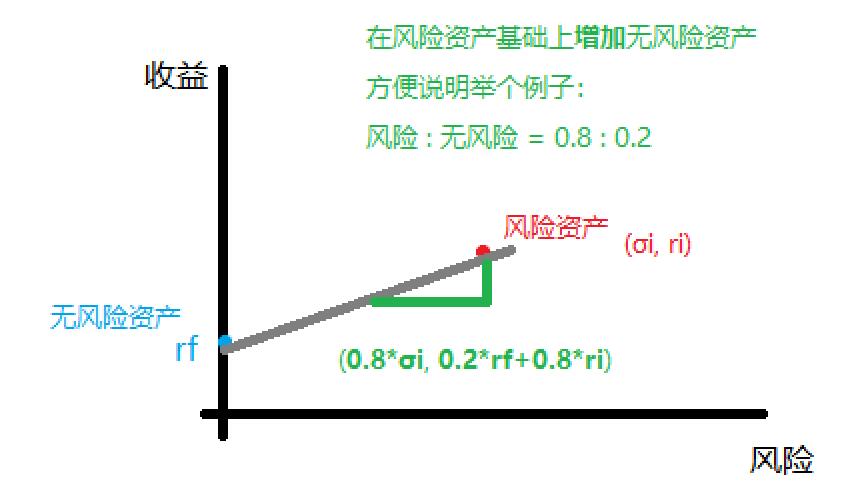 在风险资产基础上增加无风险资产
收益
方便说明举个例子：
风险：无风险 = 0.8 : 0.2
风险资产 (σi, ri)
无风险资产
rf
(0.8*σi, 0.2*rf+0.8*ri)
风险